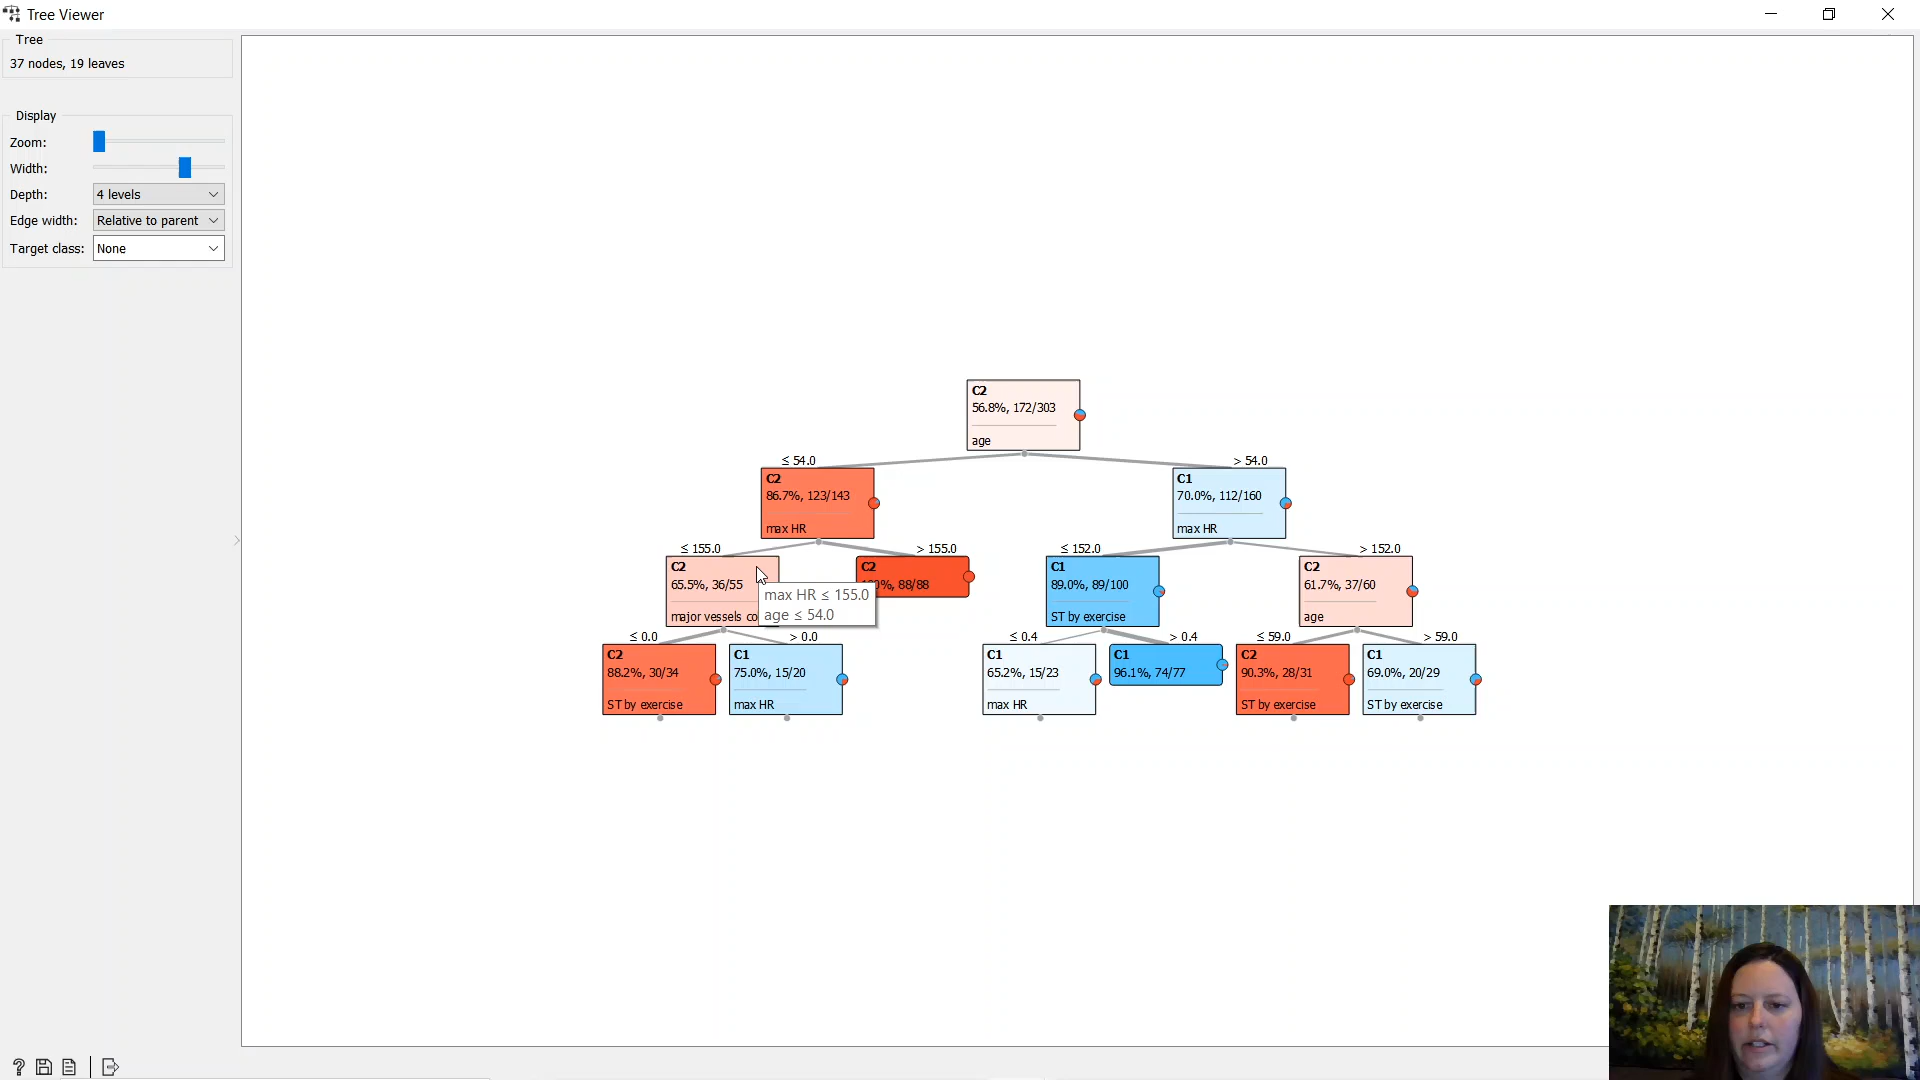 Tree Viewer
Tree
37 nodes, 19 leaves
Display
Zoom:
Width:
Depth:
4 levels
Edge width:
Relative to parent
Target class:
None
C2
56.8%, 172/303
age
≤ 54.0
> 54.0
C2
86.7%, 123/143
max HR
C1
70.0%, 112/160
max HR
≤ 155.0
> 155.0
≤ 152.0
> 152.0
C2
65.5%, 36/55
major vessels
C2
88/88
max HR ≤ 155.0
age ≤ 54.0
C1
89.0%, 89/100
ST by exercise
C2
61.7%, 37/60
age
≤ 0.0
> 0.0
≤ 0.4
> 0.4
≤ 59.0
> 59.0
C2
88.2%, 30/34
ST by exercise
C1
75.0%, 15/20
max HR
C1
65.2%, 15/23
max HR
C1
96.1%, 74/77
C2
90.3%, 28/31
ST by exercise
C1
69.0%, 20/29
ST by exercise